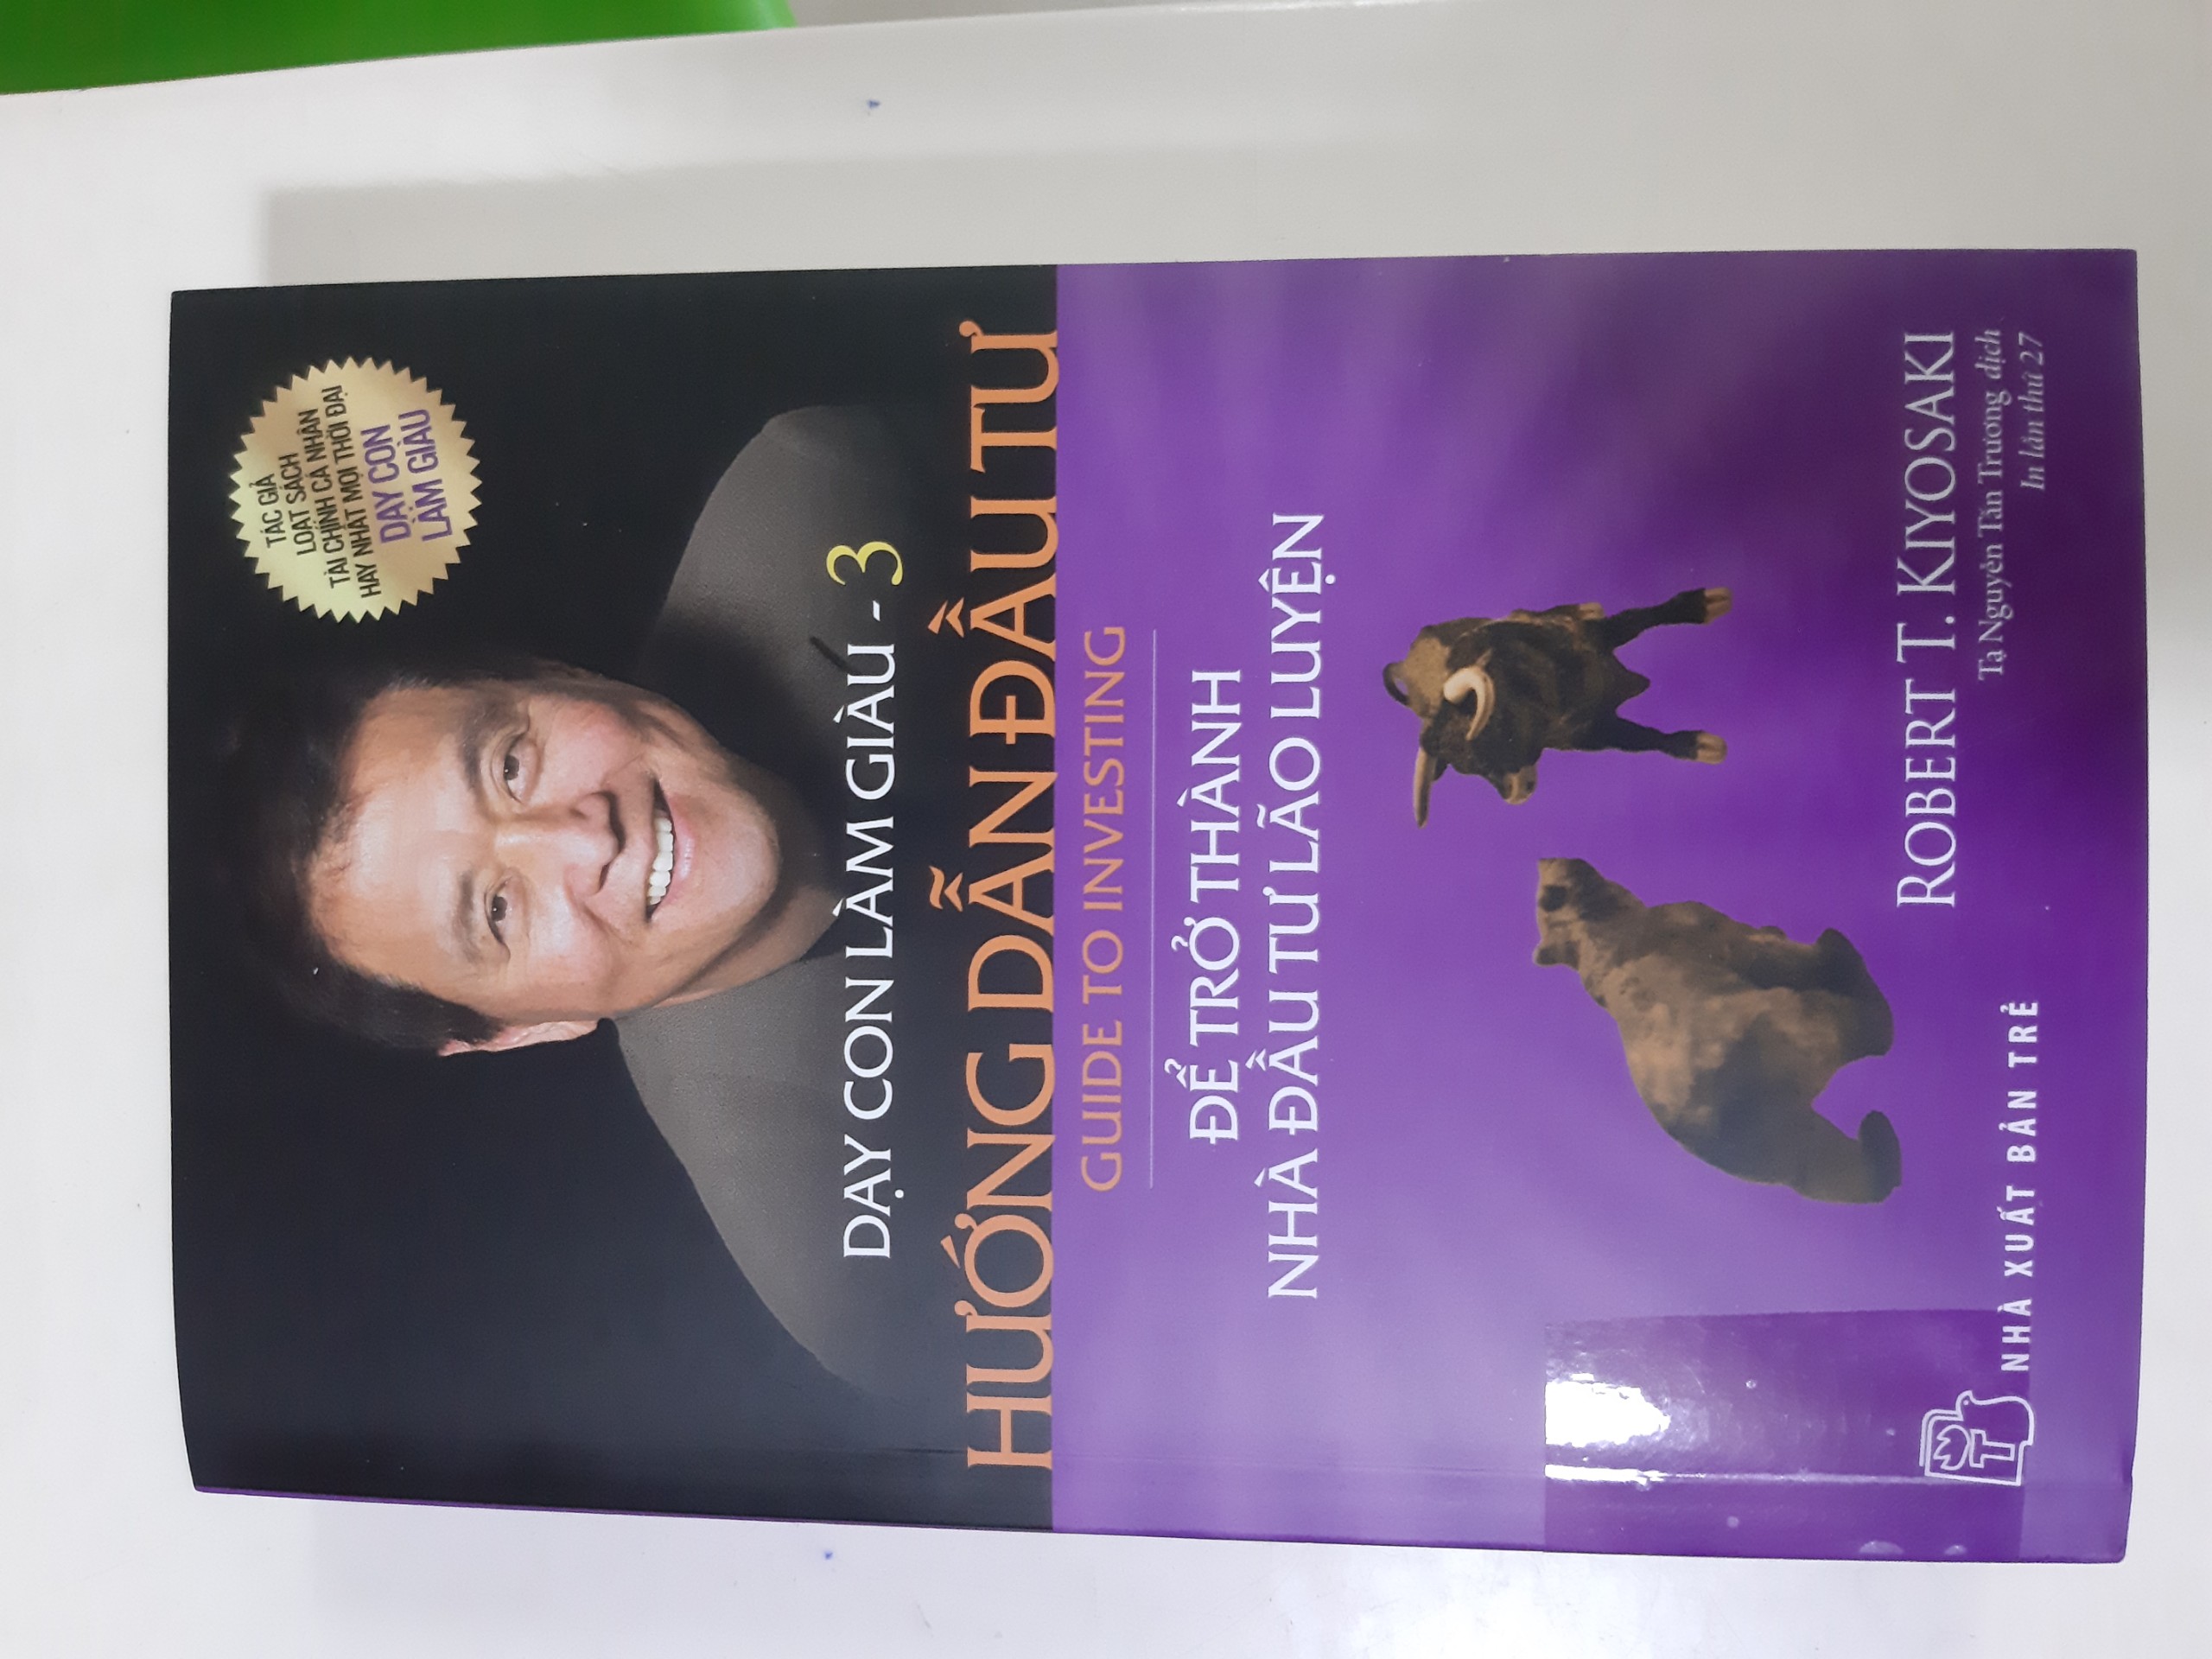 TÁC GIẢ
LOẠT SÁCH
TÀI CHÍNH CÁ NHÂN
HAY NHẤT MỌI THỜI ĐẠI
DẠY CON
LÀM GIÀU
DẠY CON LÀM GIÀU - 3
HƯỚNG DẪN ĐẦU TƯ
GUIDE TO INVESTING
ĐỂ TRỞ THÀNH
NHÀ ĐẦU TƯ LÃO LUYỆN
ROBERT T. KIYOSAKI
Tạ Nguyễn Tấn Trương dịch
In lần thứ 27
T
NHÀ XUẤT BẢN TRẺ